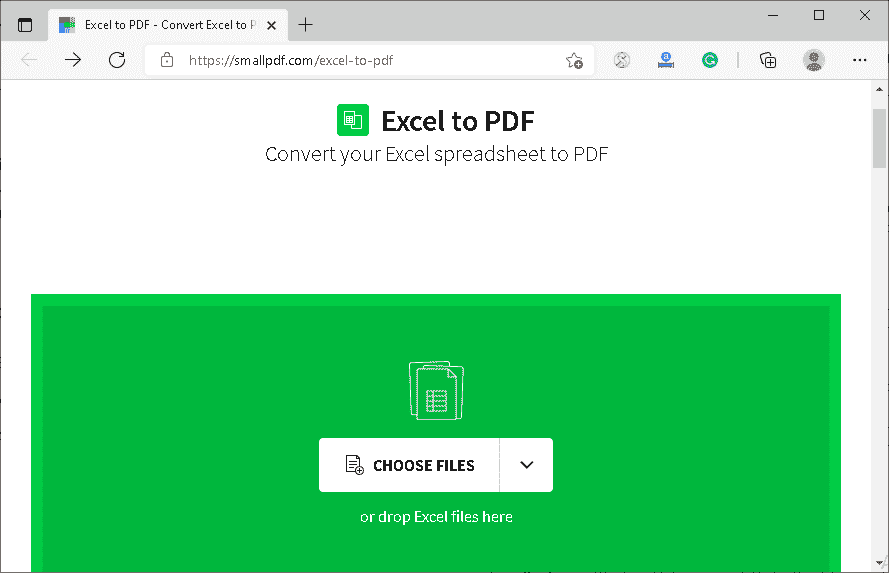 Excel to PDF - Convert Excel to P
https://smallpdf.com/excel-to-pdf
Excel to PDF
Convert your Excel spreadsheet to PDF
CHOOSE FILES
or drop Excel files here